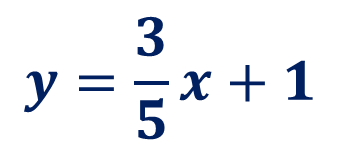 y = 3/5 x + 1